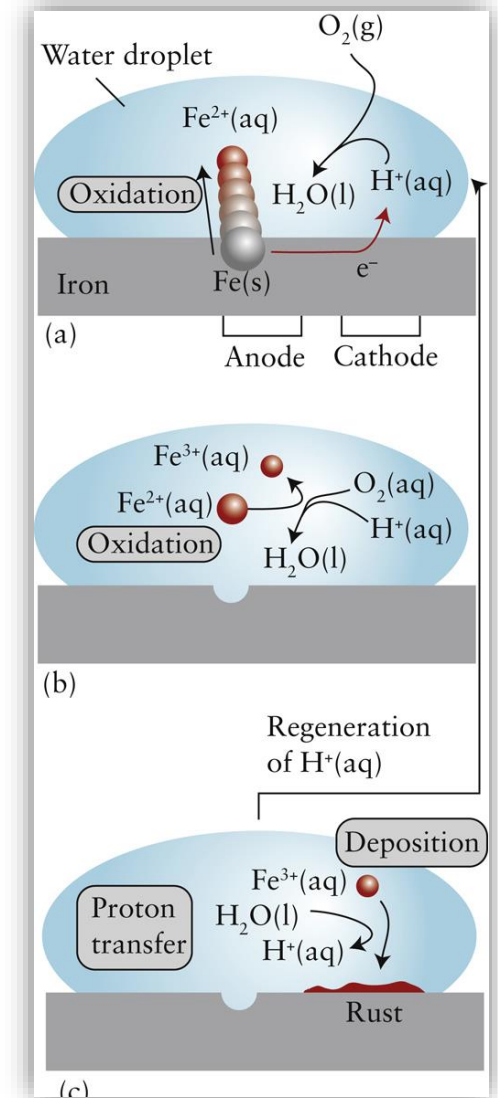 O₂(g)
Water droplet
Fe²⁺(aq)
Oxidation
H₂O(l)
H⁺(aq)
Iron
Fe(s)
e⁻
(a)
Anode
Cathode
Fe³⁺(aq)
Fe²⁺(aq)
O₂(aq)
Oxidation
H⁺(aq)
H₂O(l)
(b)
Regeneration
of H⁺(aq)
Deposition
Fe³⁺(aq)
Proton
transfer
H₂O(l)
H⁺(aq)
Rust
(c)